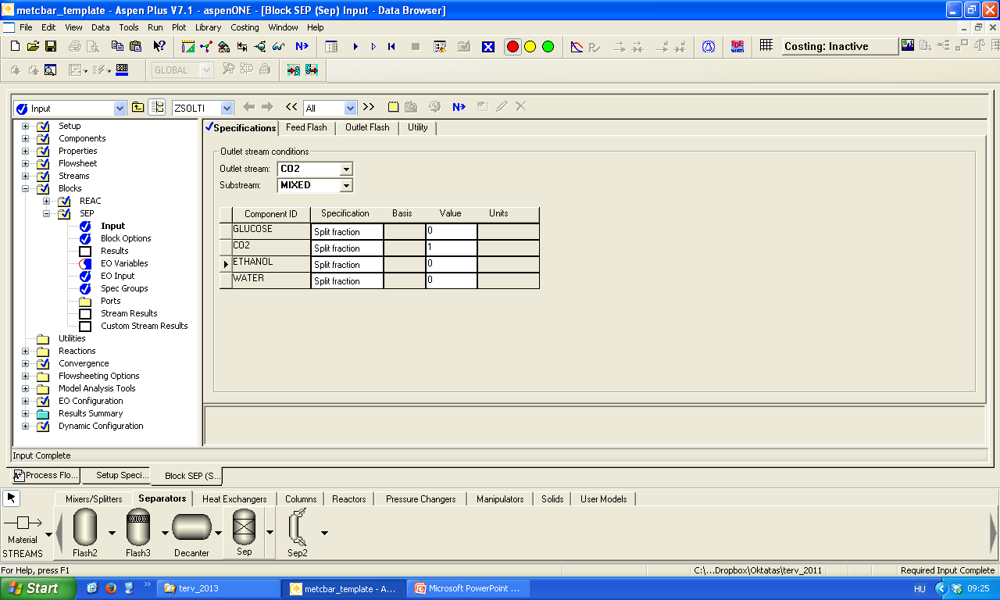 metcbar_template - Aspen Plus V7.1 - aspenONE - [Block SEP (Sep) Input - Data Browser]
File Edit View Data Tools Run Plot Library Costing Window Help
N> Costing: Inactive
GLOBAL
Input ZSOLTI << All >> N>
Setup
Components
Properties
Flowsheet
Streams
Blocks
REAC
SEP
Input
Block Options
Results
EO Variables
EO Input
Spec Groups
Ports
Stream Results
Custom Stream Results
Utilities
Reactions
Convergence
Flowsheeting Options
Model Analysis Tools
EO Configuration
Results Summary
Dynamic Configuration
Specifications Feed Flash Outlet Flash Utility
Outlet stream conditions
Outlet stream: CO2
Substream: MIXED
Component ID Specification Basis Value Units
GLUCOSE Split fraction 0
CO2 Split fraction 1
ETHANOL Split fraction 0
WATER Split fraction 0
Input Complete
Process Flo... Setup Speci... Block SEP (S...
Mixers/Splitters Separators Heat Exchangers Columns Reactors Pressure Changers Manipulators Solids User Models
Material
STREAMS
Flash2 Flash3 Decanter Sep Sep2
For Help, press F1 C:\...Dropbox\Oktatas\terv_2011 Required Input Complete
Start terv_2013 metcbar_template - A... Microsoft PowerPoint ... HU 09:25